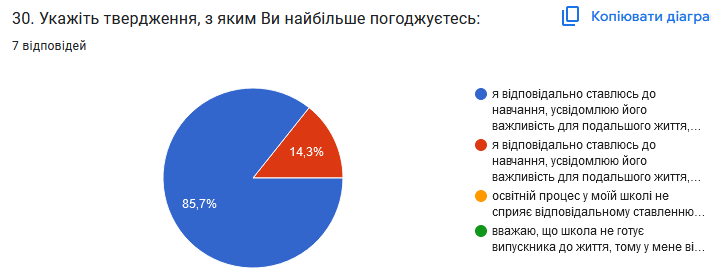 30. Укажіть твердження, з яким Ви найбільше погоджуєтесь:
Копіювати діагра
7 відповідей
14,3%
85,7%
я відповідально ставлюсь до
навчання, усвідомлюю його
важливість для подальшого життя,...
я відповідально ставлюсь до
навчання, усвідомлюю його
важливість для подальшого життя,...
освітній процес у моїй школі не
сприяє відповідальному ставленню...
вважаю, що школа не готує
випускника до життя, тому у мене ві...